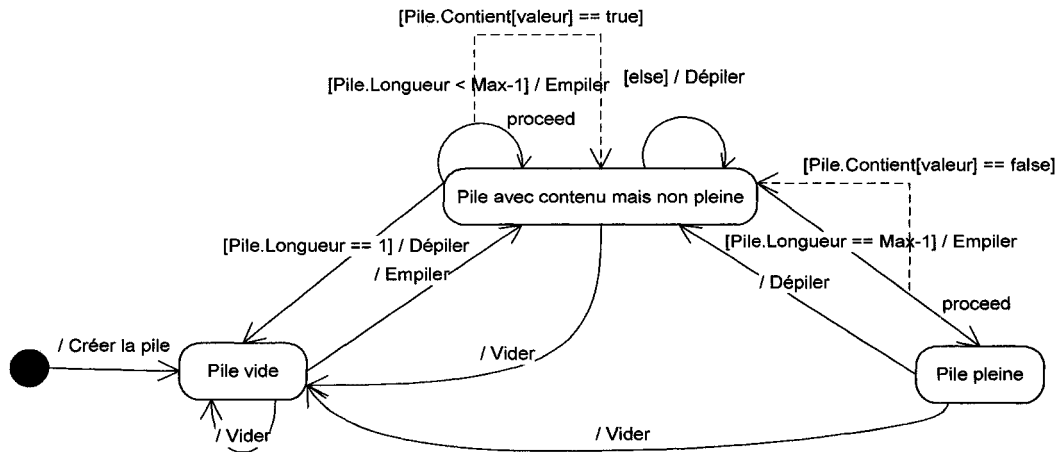 [Pile.Contient[valeur] == true]
[Pile.Longueur < Max-1] / Empiler
[else] / Dépiler
proceed
[Pile.Contient[valeur] == false]
Pile avec contenu mais non pleine
[Pile.Longueur == 1] / Dépiler
[Pile.Longueur == Max-1] / Empiler
/ Empiler
/ Dépiler
proceed
/ Créer la pile
/ Vider
Pile vide
Pile pleine
/ Vider
/ Vider